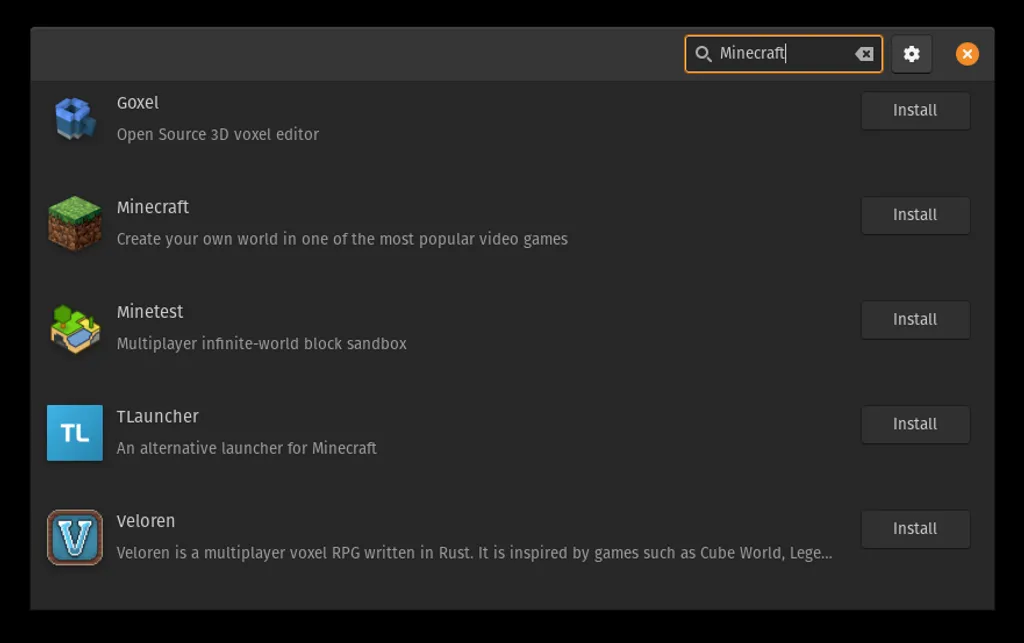 Minecraft
Goxel
Install
Open Source 3D voxel editor
Minecraft
Install
Create your own world in one of the most popular video games
Minetest
Install
Multiplayer infinite-world block sandbox
TL
TLauncher
Install
An alternative launcher for Minecraft
V
Veloren
Install
Veloren is a multiplayer voxel RPG written in Rust. It is inspired by games such as Cube World, Lege...